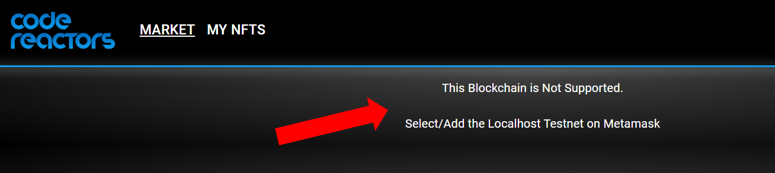 code
reactors
MARKET MY NFTS
This Blockchain is Not Supported.
Select/Add the Localhost Testnet on Metamask